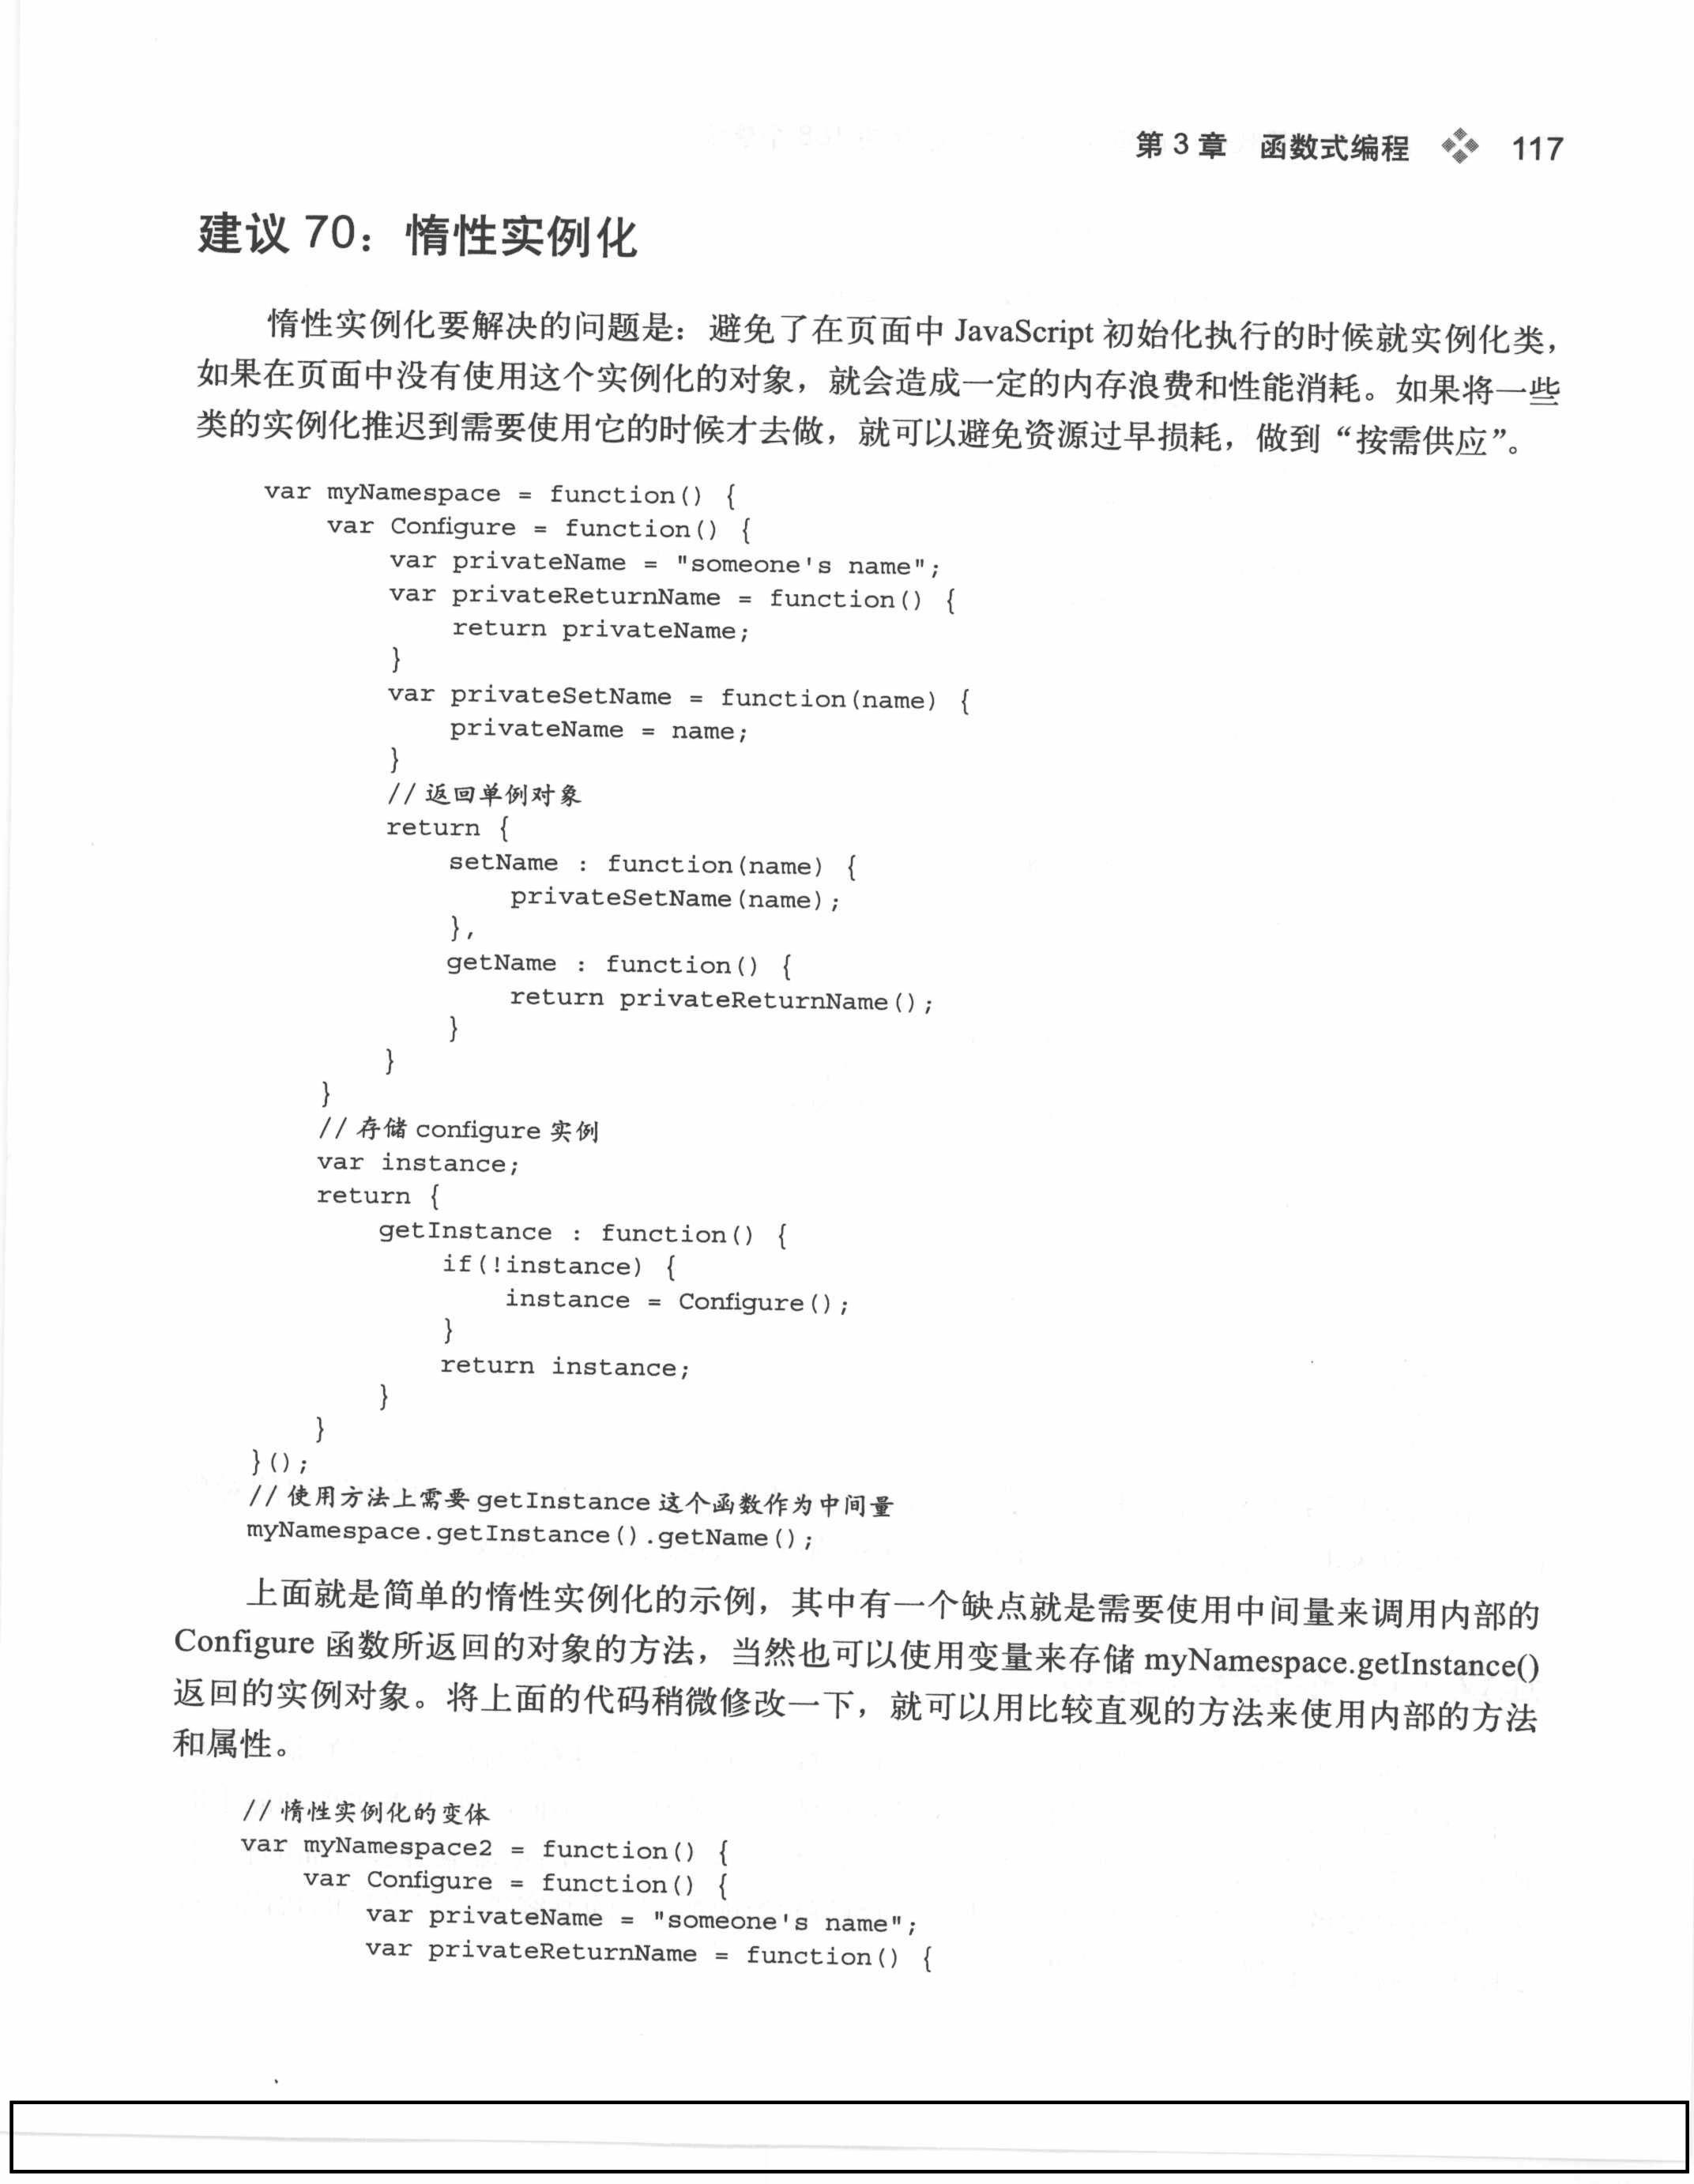 第 3 章 函数式编程 117
建议 70：惰性实例化
惰性实例化要解决的问题是：避免了在页面中 JavaScript 初始化执行的时候就实例化类，
如果在页面中没有使用这个实例化的对象，就会造成一定的内存浪费和性能消耗。如果将一些
类的实例化推迟到需要使用它的时候才去做，就可以避免资源过早损耗，做到“按需供应”。
var myNamespace = function() {
    var Configure = function() {
        var privateName = "someone's name";
        var privateReturnName = function() {
            return privateName;
        }
        var privateSetName = function(name) {
            privateName = name;
        }
        // 返回单例对象
        return {
            setName : function(name) {
                privateSetName(name);
            },
            getName : function() {
                return privateReturnName();
            }
        }
    }
    // 存储 configure 实例
    var instance;
    return {
        getInstance : function() {
            if(!instance) {
                instance = Configure();
            }
            return instance;
        }
    }
}();
// 使用方法上需要 getInstance 这个函数作为中间量
myNamespace.getInstance().getName();
上面就是简单的惰性实例化的示例，其中有一个缺点就是需要使用中间量来调用内部的
Configure 函数所返回的对象的方法，当然也可以使用变量来存储 myNamespace.getInstance()
返回的实例对象。将上面的代码稍微修改一下，就可以用比较直观的方法来使用内部的方法
和属性。
// 惰性实例化的变体
var myNamespace2 = function() {
    var Configure = function() {
        var privateName = "someone's name";
        var privateReturnName = function() {